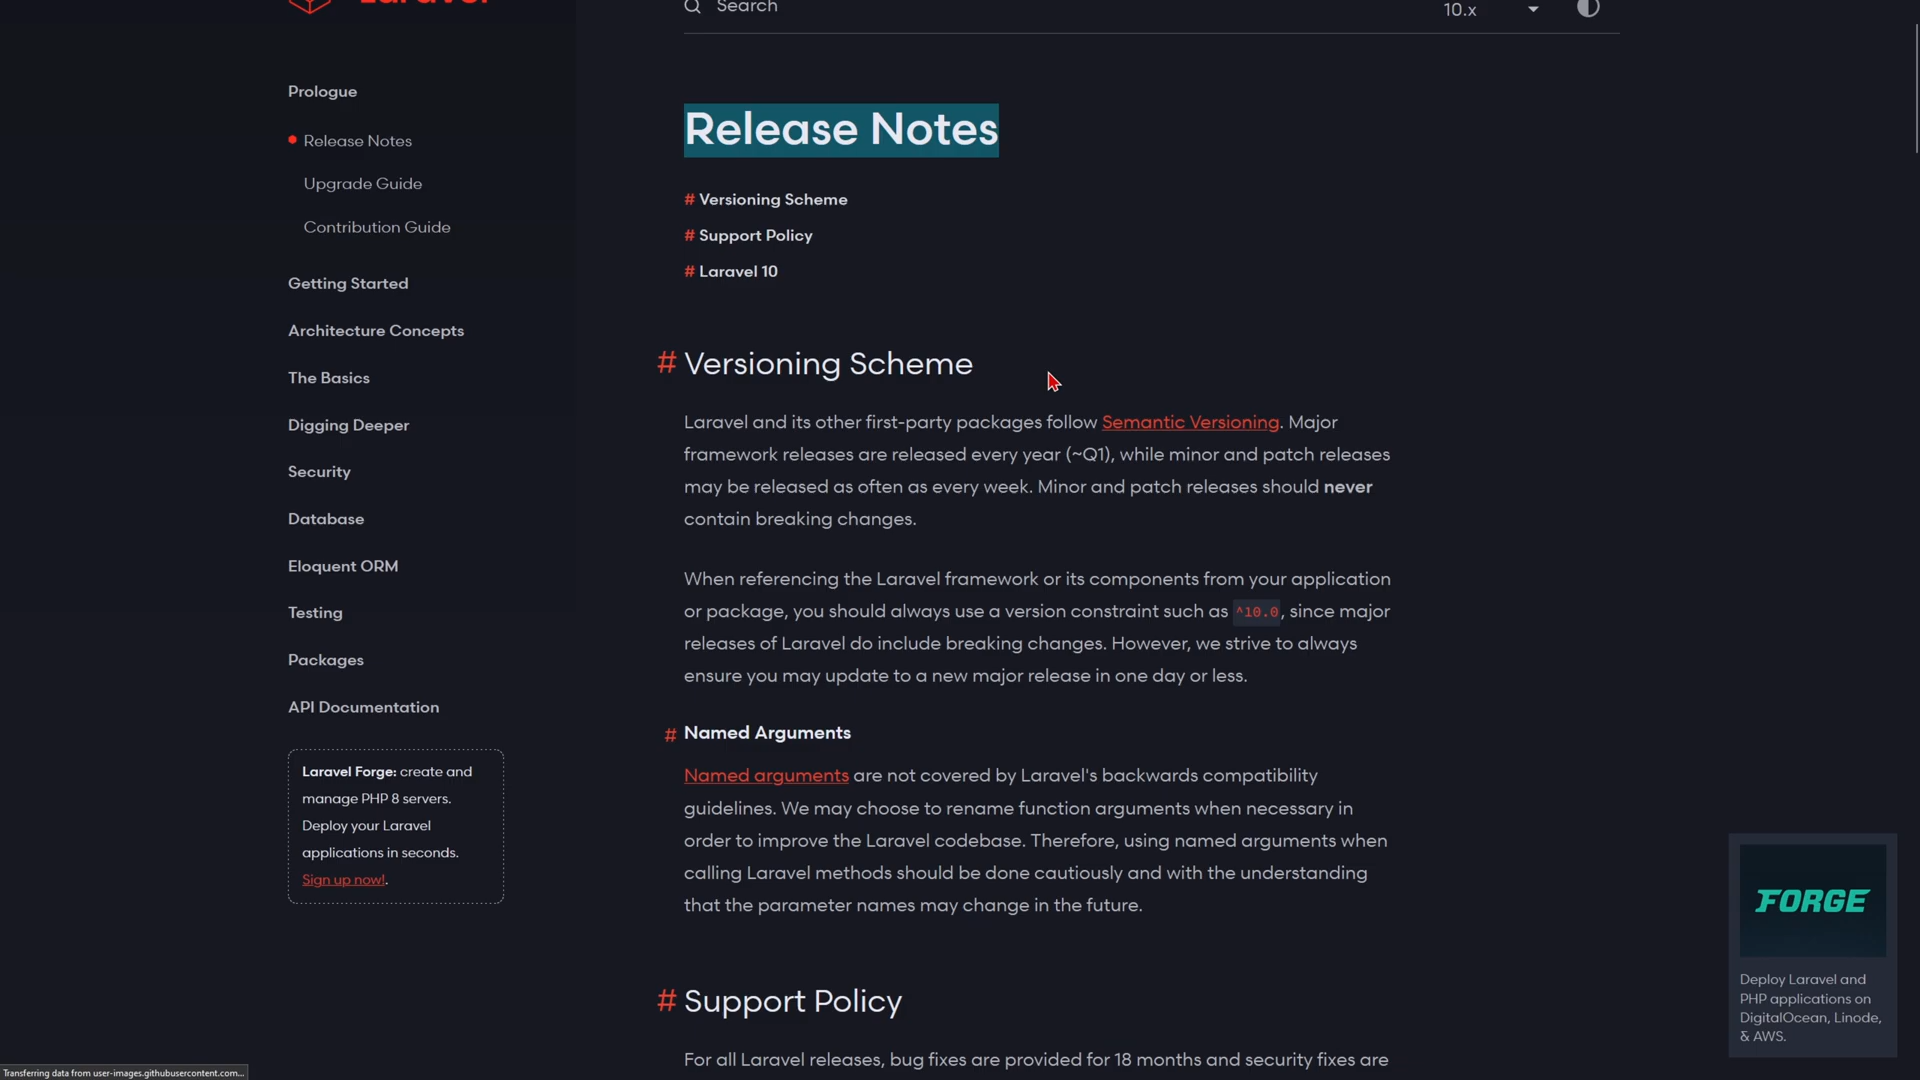 Laravel
Search
10.x
Prologue
Release Notes
Upgrade Guide
Contribution Guide
Getting Started
Architecture Concepts
The Basics
Digging Deeper
Security
Database
Eloquent ORM
Testing
Packages
API Documentation
Laravel Forge: create and
manage PHP 8 servers.
Deploy your Laravel
applications in seconds.
Sign up now!.
Release Notes
# Versioning Scheme
# Support Policy
# Laravel 10
# Versioning Scheme
Laravel and its other first-party packages follow Semantic Versioning. Major
framework releases are released every year (~Q1), while minor and patch releases
may be released as often as every week. Minor and patch releases should never
contain breaking changes.
When referencing the Laravel framework or its components from your application
or package, you should always use a version constraint such as ^10.0, since major
releases of Laravel do include breaking changes. However, we strive to always
ensure you may update to a new major release in one day or less.
# Named Arguments
Named arguments are not covered by Laravel's backwards compatibility
guidelines. We may choose to rename function arguments when necessary in
order to improve the Laravel codebase. Therefore, using named arguments when
calling Laravel methods should be done cautiously and with the understanding
that the parameter names may change in the future.
# Support Policy
For all Laravel releases, bug fixes are provided for 18 months and security fixes are
FORGE
Deploy Laravel and
PHP applications on
DigitalOcean, Linode,
& AWS.
Transferring data from user-images.githubusercontent.com...